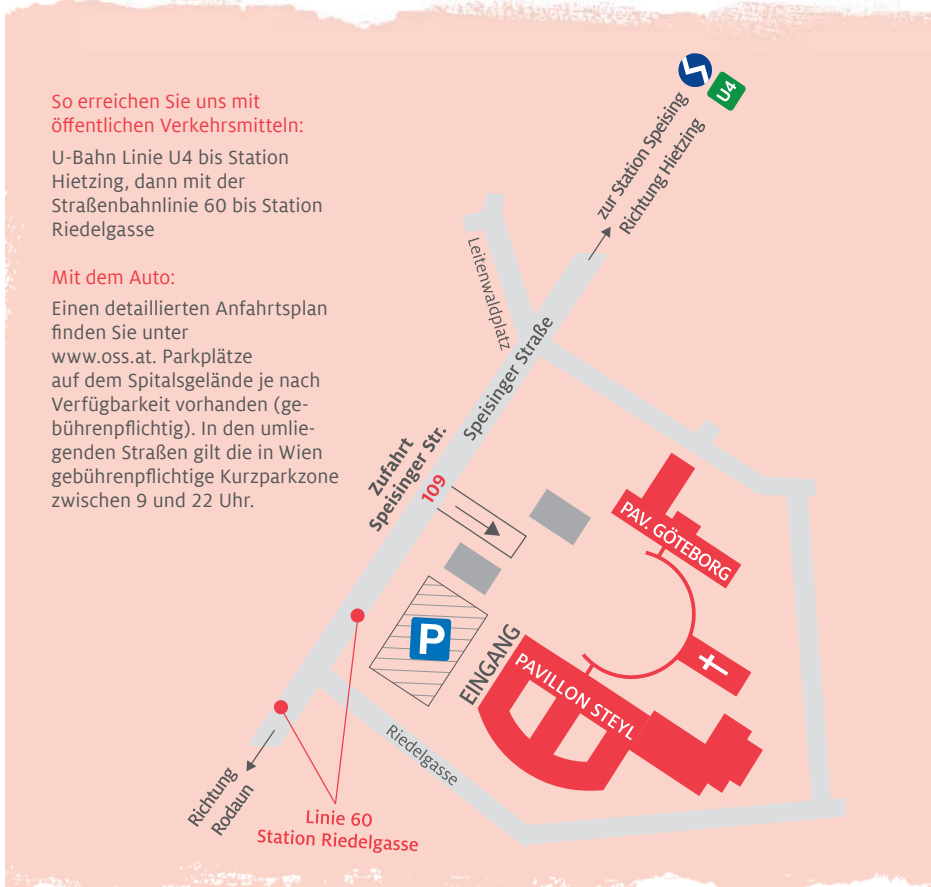 So erreichen Sie uns mit
öffentlichen Verkehrsmitteln:
U-Bahn Linie U4 bis Station
Hietzing, dann mit der
Straßenbahnlinie 60 bis Station
Riedelgasse
Mit dem Auto:
Einen detaillierten Anfahrtsplan
finden Sie unter
www.oss.at. Parkplätze
auf dem Spitalsgelände je nach
Verfügbarkeit vorhanden (ge-
bührenpflichtig). In den umlie-
genden Straßen gilt die in Wien
gebührenpflichtige Kurzparkzone
zwischen 9 und 22 Uhr.
U4
zur Station Speising
Richtung Hietzing
Leitenwaldplatz
Speisinger Straße
Zufahrt
Speisinger Str.
109
PAV. GÖTEBORG
P
EINGANG
PAVILLON STEYL
Riedelgasse
Richtung
Rodaun
Linie 60
Station Riedelgasse